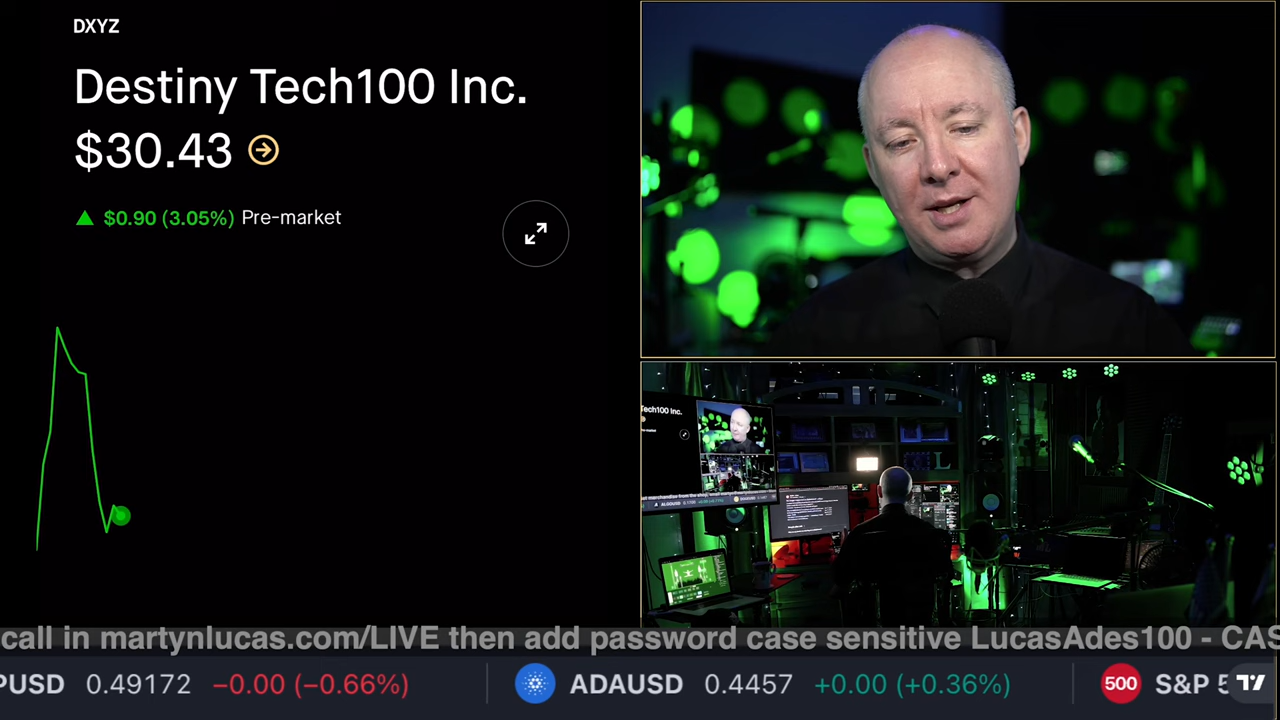 DXYZ
Destiny Tech100 Inc.
$30.43
$0.90 (3.05%) Pre-market
Tech100 Inc.
call in martynlucas.com/LIVE then add password case sensitive LucasAdes100 - CAS
PUSD 0.49172 −0.00 (−0.66%) ADAUSD 0.4457 +0.00 (+0.36%) 500 S&P 5